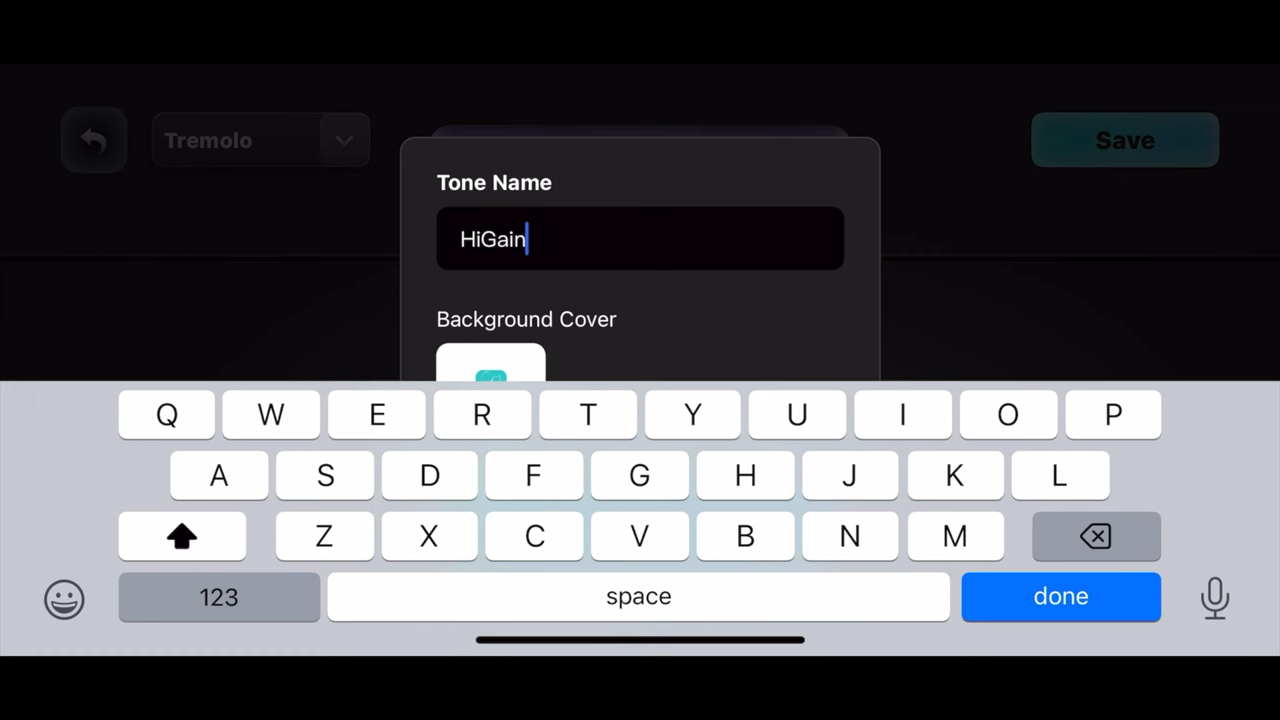 Tremolo
Save
Tone Name
HiGain
Background Cover
Q W E R T Y U I O P
A S D F G H J K L
Z X C V B N M
123 space done